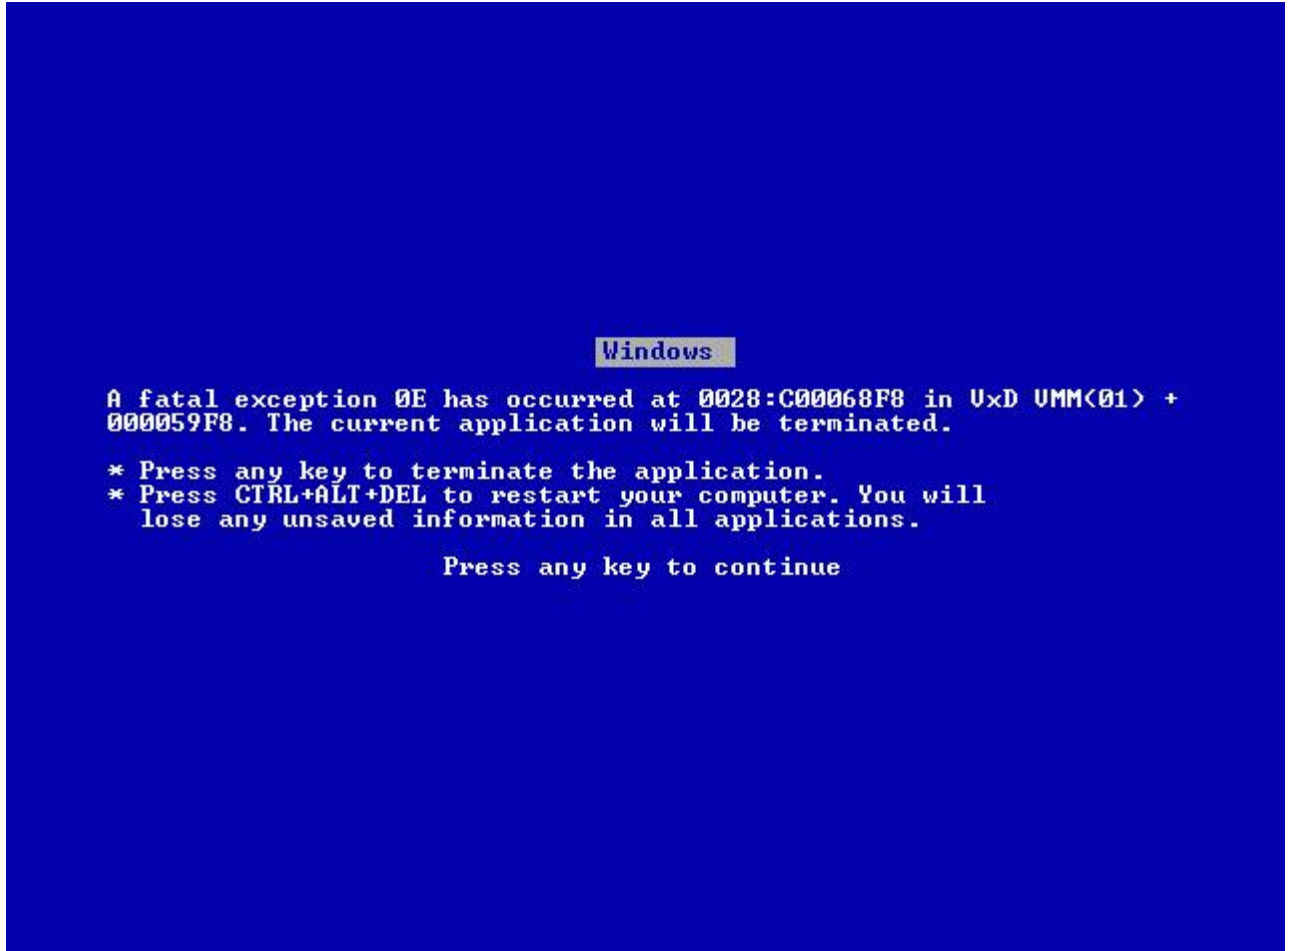 Windows
A fatal exception 0E has occurred at 0028:C00068F8 in VxD VMM(01) +
000059F8. The current application will be terminated.
* Press any key to terminate the application.
* Press CTRL+ALT+DEL to restart your computer. You will
lose any unsaved information in all applications.
Press any key to continue